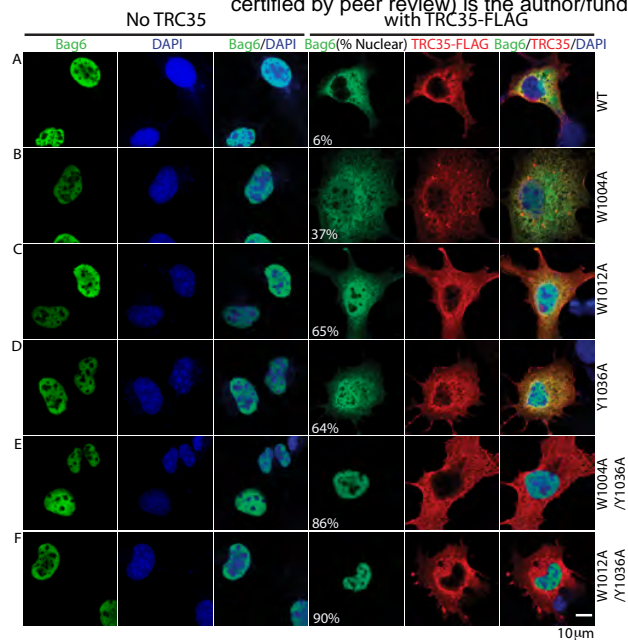 certified by peer review) is the author/fund
No TRC35
with TRC35-FLAG
Bag6 DAPI Bag6/DAPI Bag6(% Nuclear) TRC35-FLAG Bag6/TRC35/DAPI
A
6%
WT
B
37%
W1004A
C
65%
W1012A
D
64%
Y1036A
E
86%
W1004A
/Y1036A
F
90%
W1012A
/Y1036A
10μm